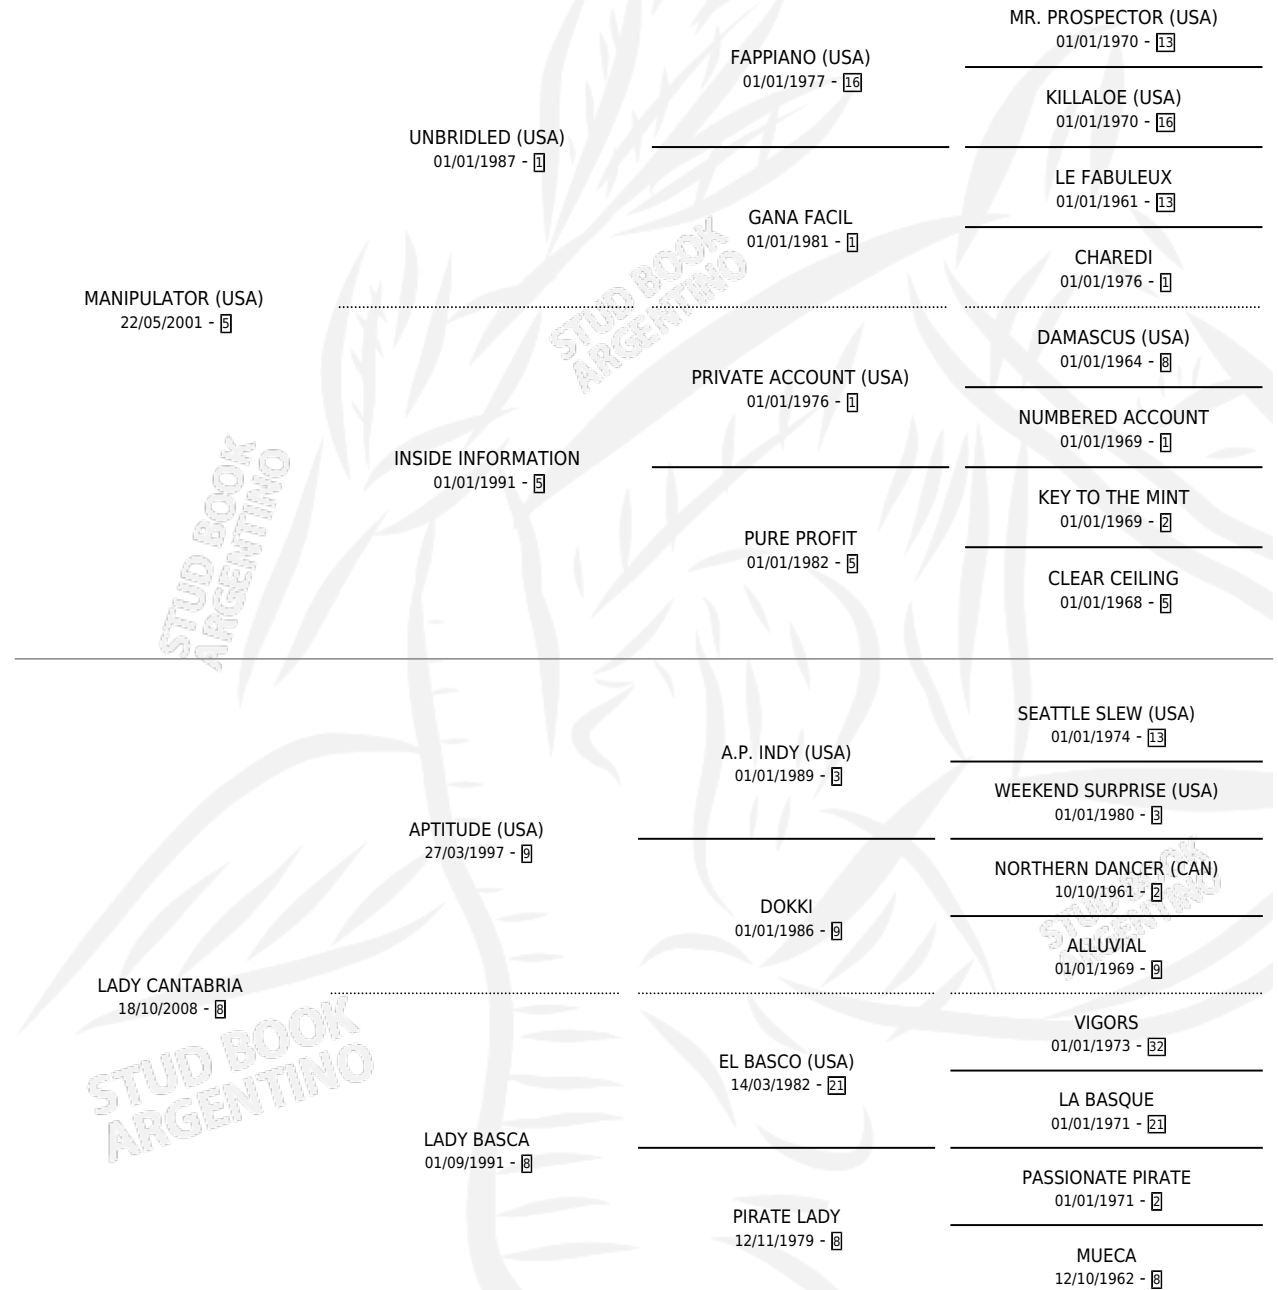 MR. PROSPECTOR (USA)
01/01/1970 - 13
FAPPIANO (USA)
01/01/1977 - 16
KILLALOE (USA)
01/01/1970 - 16
UNBRIDLED (USA)
01/01/1987 - 1
LE FABULEUX
01/01/1961 - 13
GANA FACIL
01/01/1981 - 1
CHAREDI
01/01/1976 - 1
MANIPULATOR (USA)
22/05/2001 - 5
STUD BOOK
ARGENTINO
DAMASCUS (USA)
01/01/1964 - 8
PRIVATE ACCOUNT (USA)
01/01/1976 - 1
NUMBERED ACCOUNT
01/01/1969 - 1
INSIDE INFORMATION
01/01/1991 - 5
KEY TO THE MINT
01/01/1969 - 2
PURE PROFIT
01/01/1982 - 5
CLEAR CEILING
01/01/1968 - 5
STUD BOOK
ARGENTINO
SEATTLE SLEW (USA)
01/01/1974 - 13
A.P. INDY (USA)
01/01/1989 - 3
WEEKEND SURPRISE (USA)
01/01/1980 - 3
APTITUDE (USA)
27/03/1997 - 9
NORTHERN DANCER (CAN)
10/10/1961 - 2
DOKKI
01/01/1986 - 9
STUD BOOK
ARGENTINO
ALLUVIAL
01/01/1969 - 9
LADY CANTABRIA
18/10/2008 - 8
STUD BOOK
ARGENTINO
VIGORS
01/01/1973 - 32
EL BASCO (USA)
14/03/1982 - 21
LA BASQUE
01/01/1971 - 21
LADY BASCA
01/09/1991 - 8
PASSIONATE PIRATE
01/01/1971 - 2
PIRATE LADY
12/11/1979 - 8
MUECA
12/10/1962 - 8